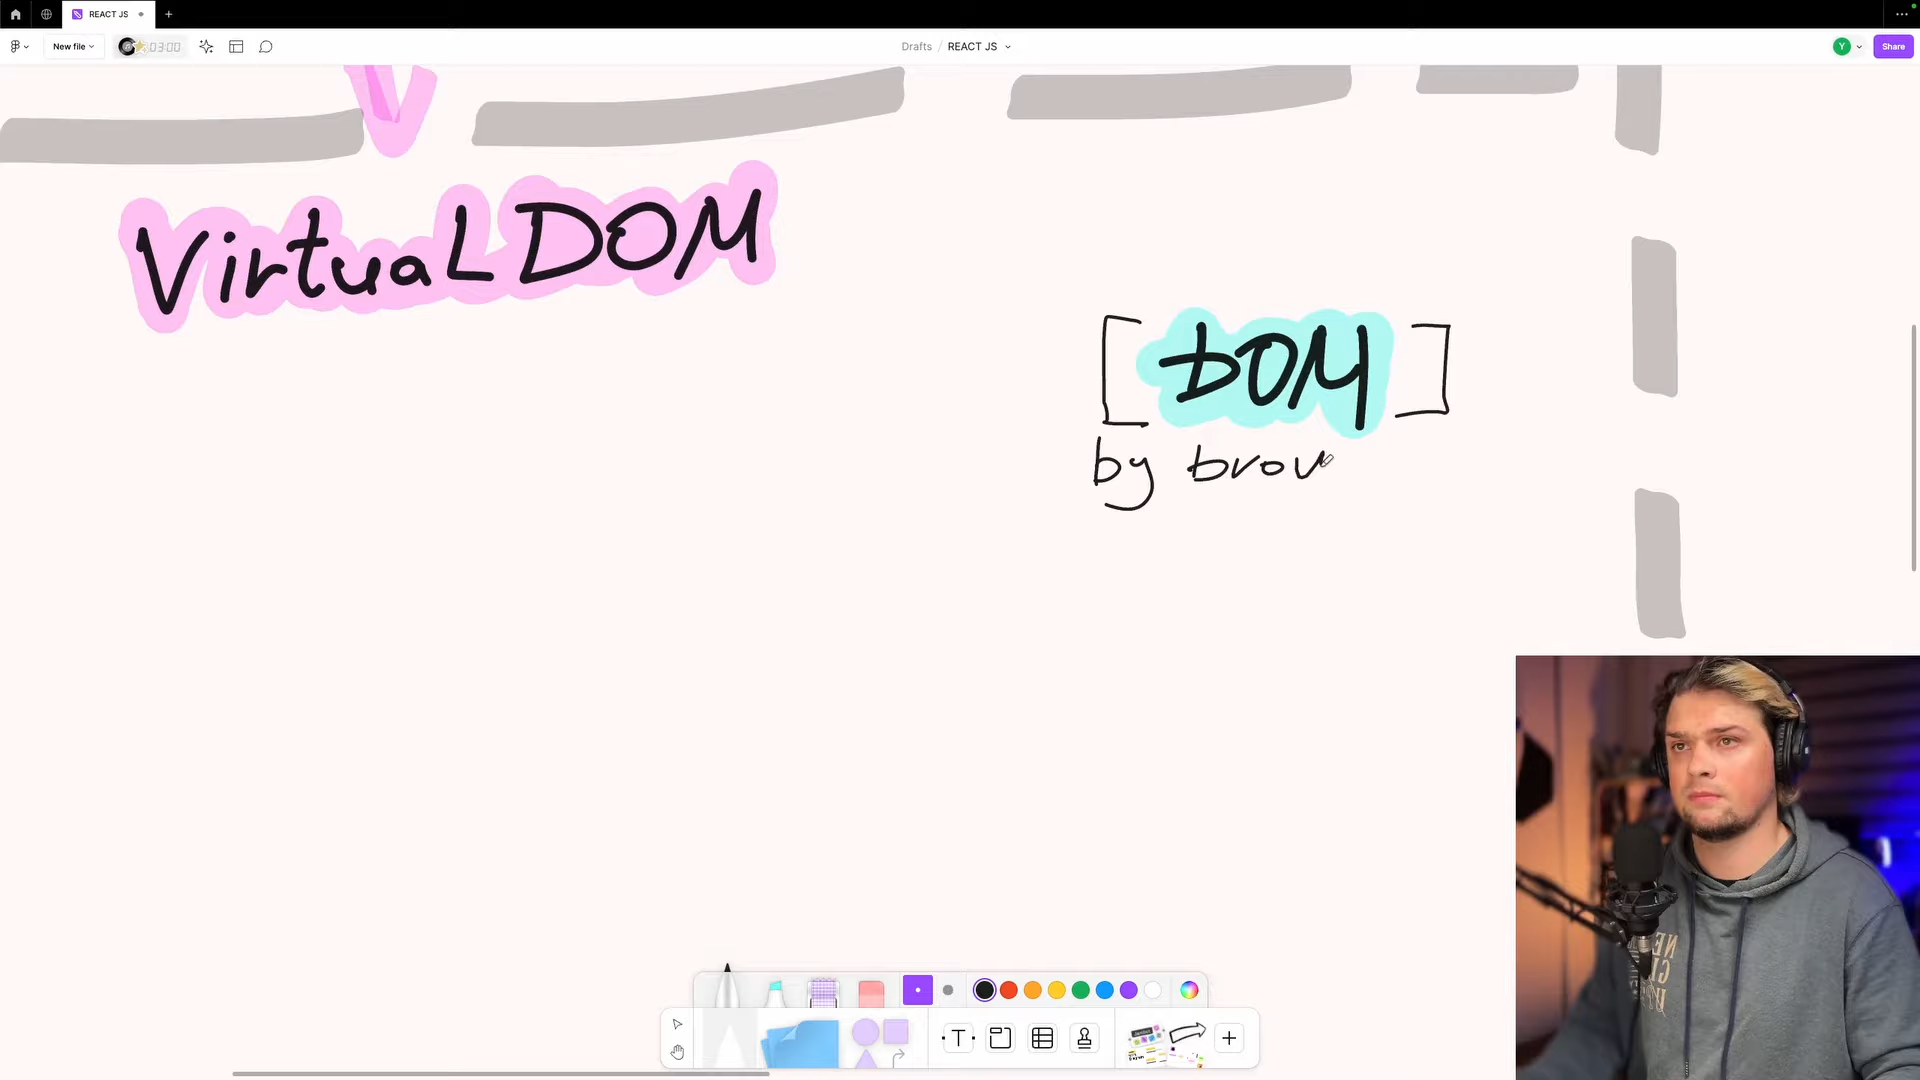 REACT JS
New file
03:00
Drafts / REACT JS
Y
Share
VirtuaL DOM
[ DOM ]
by brow
T